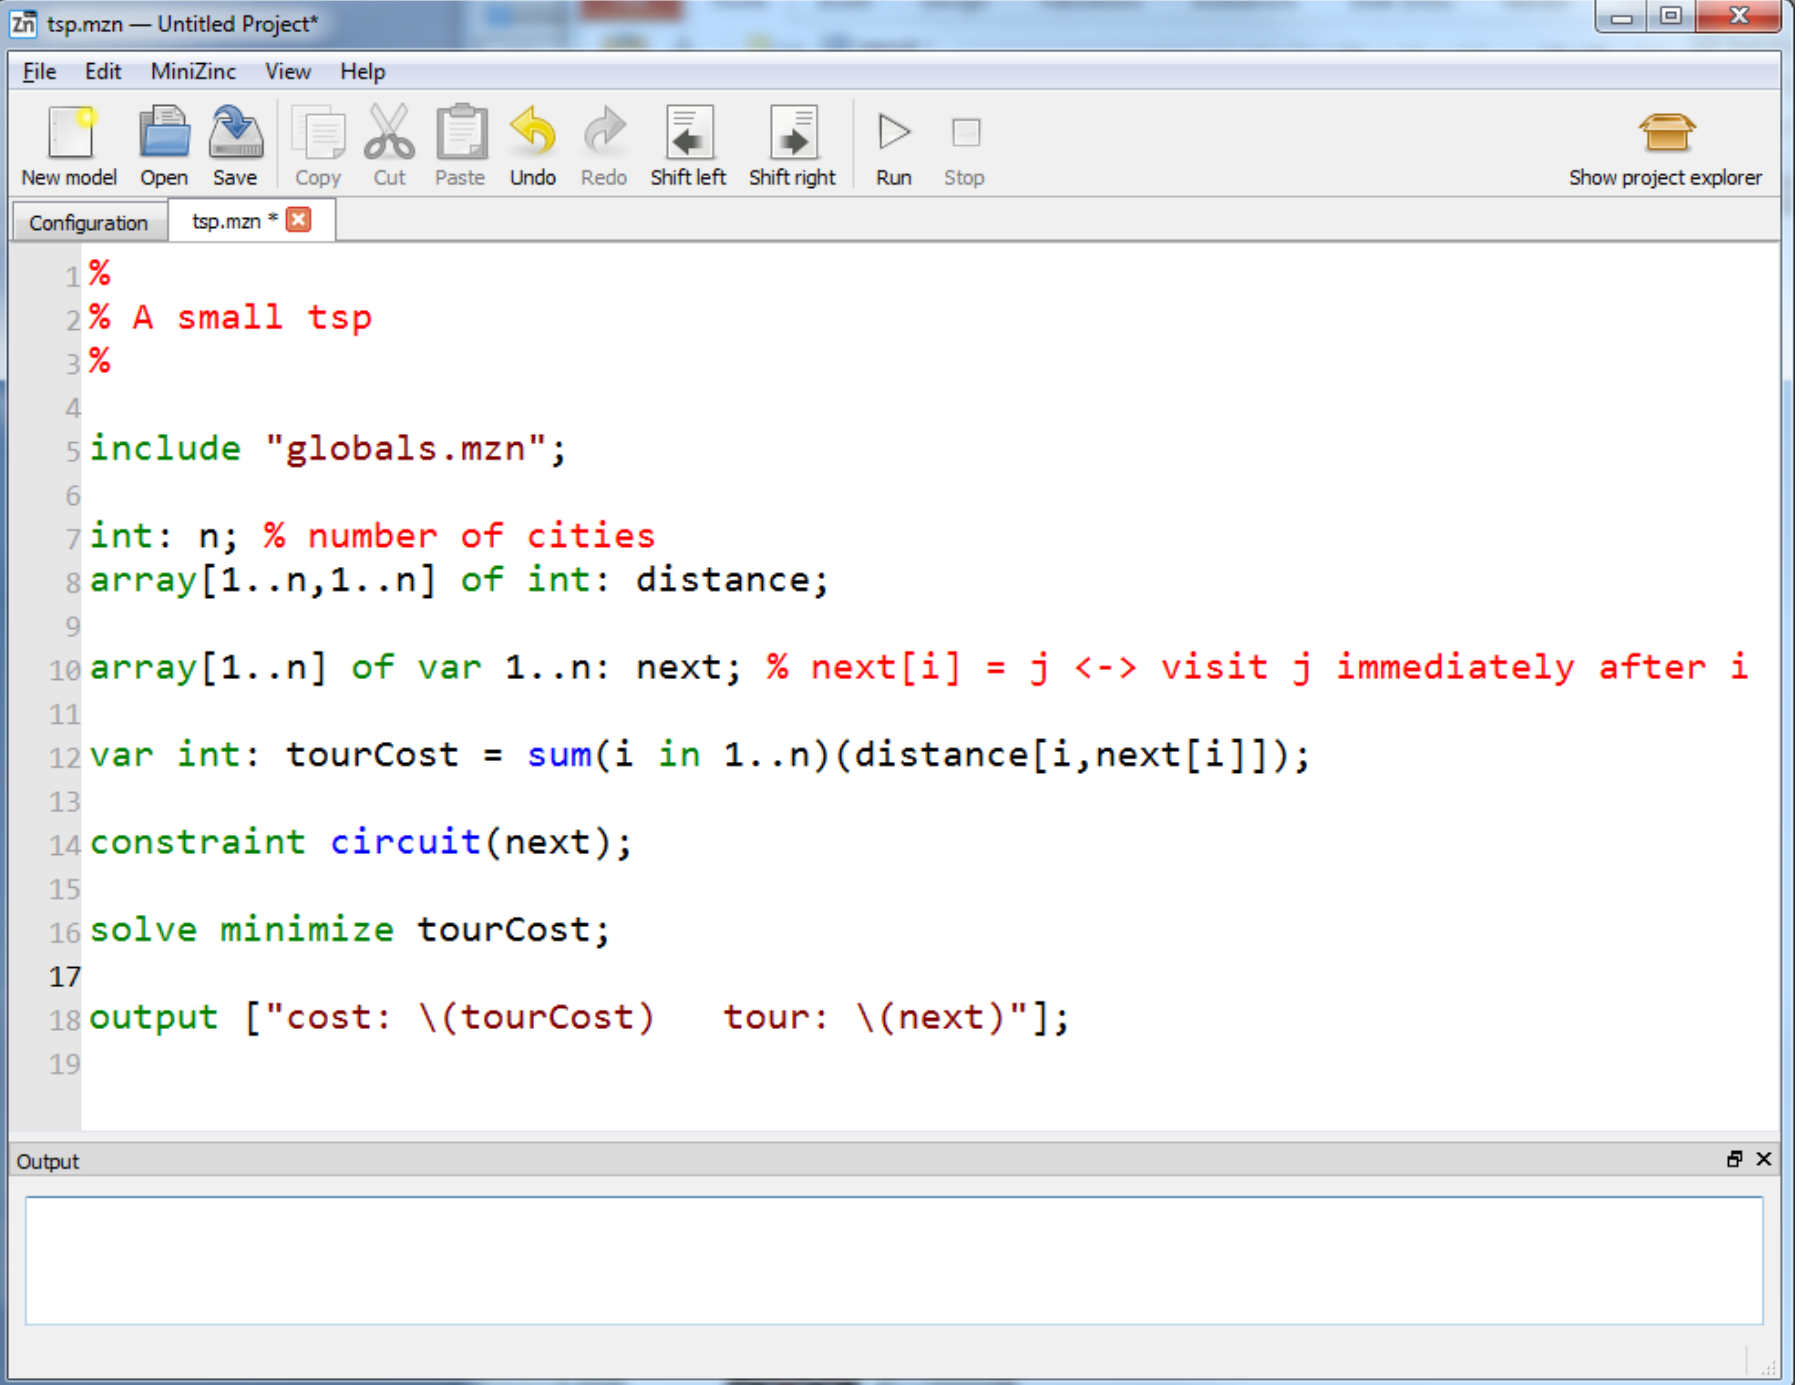 tsp.mzn — Untitled Project*
File Edit MiniZinc View Help
New model Open Save Copy Cut Paste Undo Redo Shift left Shift right Run Stop Show project explorer
Configuration tsp.mzn *
1 %
2 % A small tsp
3 %
4
5 include "globals.mzn";
6
7 int: n; % number of cities
8 array[1..n,1..n] of int: distance;
9
10 array[1..n] of var 1..n: next; % next[i] = j <-> visit j immediately after i
11
12 var int: tourCost = sum(i in 1..n)(distance[i,next[i]]);
13
14 constraint circuit(next);
15
16 solve minimize tourCost;
17
18 output ["cost: \(tourCost)   tour: \(next)"];
19
Output